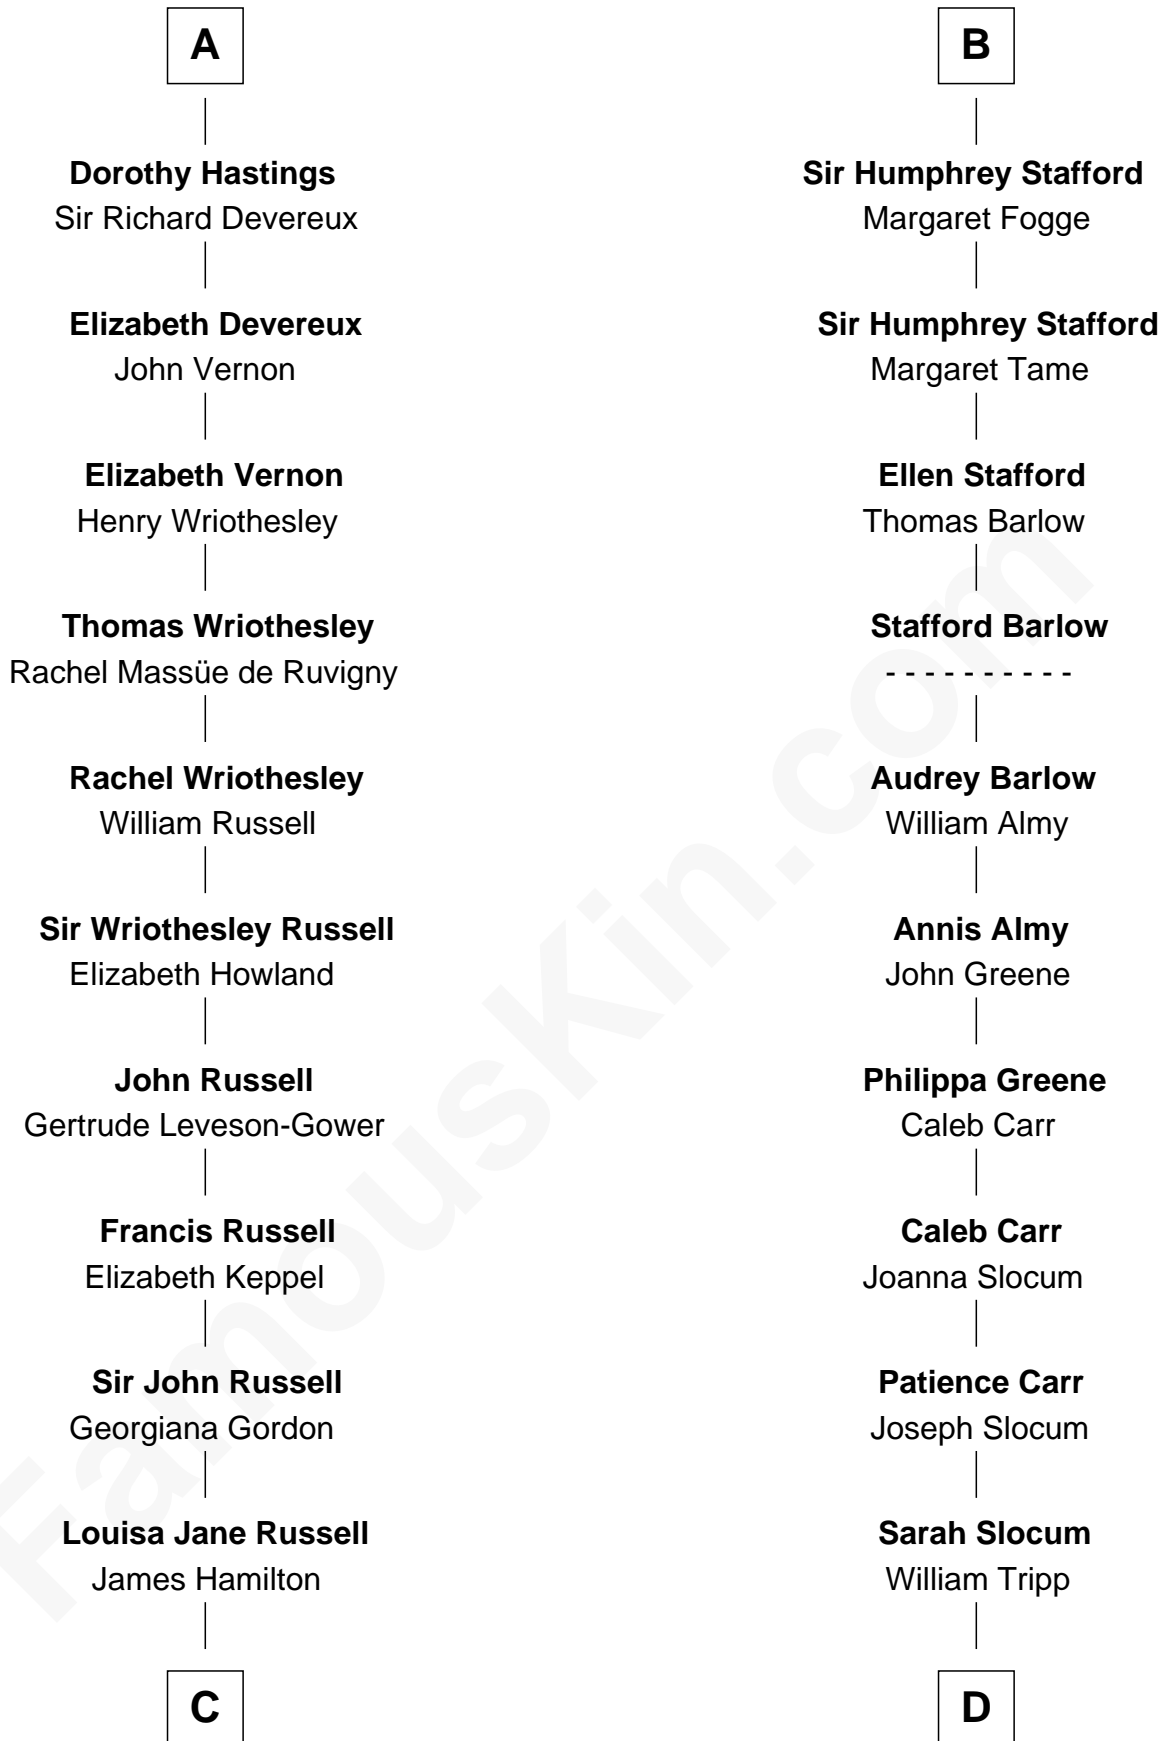 A
Dorothy Hastings
Sir Richard Devereux
Elizabeth Devereux
John Vernon
Elizabeth Vernon
Henry Wriothesley
Thomas Wriothesley
Rachel Massüe de Ruvigny
Rachel Wriothesley
William Russell
Sir Wriothesley Russell
Elizabeth Howland
John Russell
Gertrude Leveson-Gower
Francis Russell
Elizabeth Keppel
Sir John Russell
Georgiana Gordon
Louisa Jane Russell
James Hamilton
C
B
Sir Humphrey Stafford
Margaret Fogge
Sir Humphrey Stafford
Margaret Tame
Ellen Stafford
Thomas Barlow
Stafford Barlow
- - - - - - - - - -
Audrey Barlow
William Almy
Annis Almy
John Greene
Philippa Greene
Caleb Carr
Caleb Carr
Joanna Slocum
Patience Carr
Joseph Slocum
Sarah Slocum
William Tripp
D
FamousKin.com